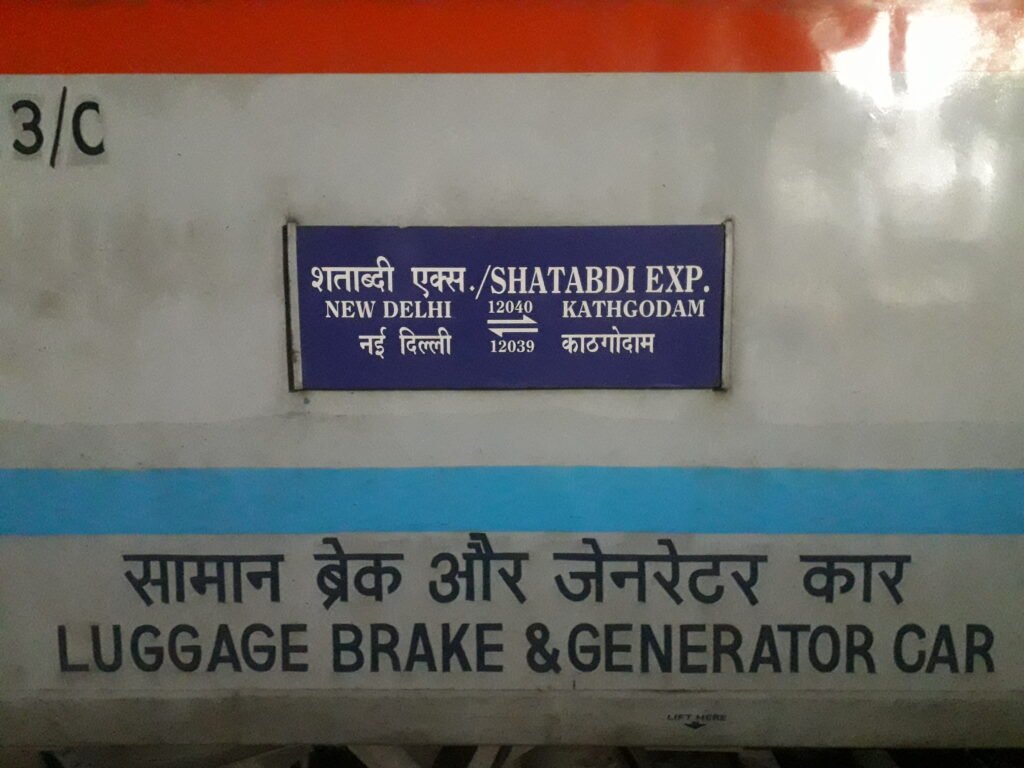 3/C
शताब्दी एक्स./SHATABDI EXP.
NEW DELHI 12040 KATHGODAM
नई दिल्ली 12039 काठगोदाम
सामान ब्रेक और जेनरेटर कार
LUGGAGE BRAKE & GENERATOR CAR
LIFT HERE